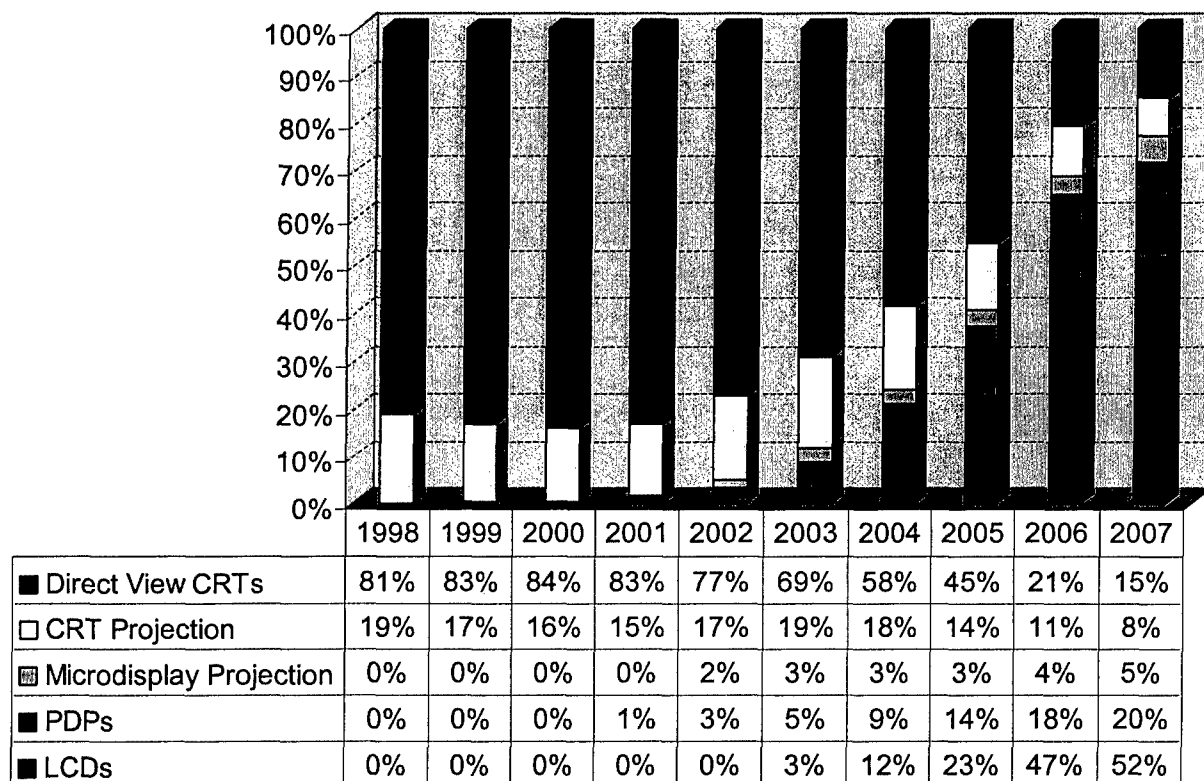 100%
90%
80%
70%
60%
50%
40%
30%
20%
10%
0%
1998 1999 2000 2001 2002 2003 2004 2005 2006 2007
Direct View CRTs 81% 83% 84% 83% 77% 69% 58% 45% 21% 15%
CRT Projection 19% 17% 16% 15% 17% 19% 18% 14% 11% 8%
Microdisplay Projection 0% 0% 0% 0% 2% 3% 3% 3% 4% 5%
PDPs 0% 0% 0% 1% 3% 5% 9% 14% 18% 20%
LCDs 0% 0% 0% 0% 0% 3% 12% 23% 47% 52%